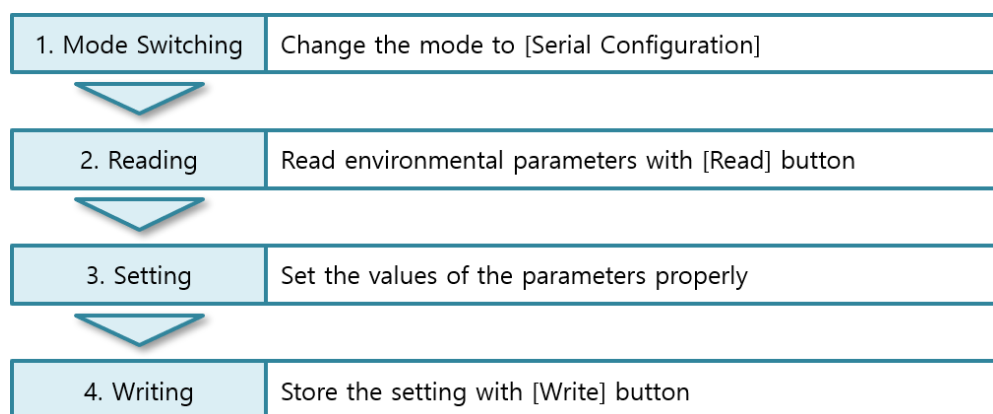 1. Mode Switching
Change the mode to [Serial Configuration]
2. Reading
Read environmental parameters with [Read] button
3. Setting
Set the values of the parameters properly
4. Writing
Store the setting with [Write] button